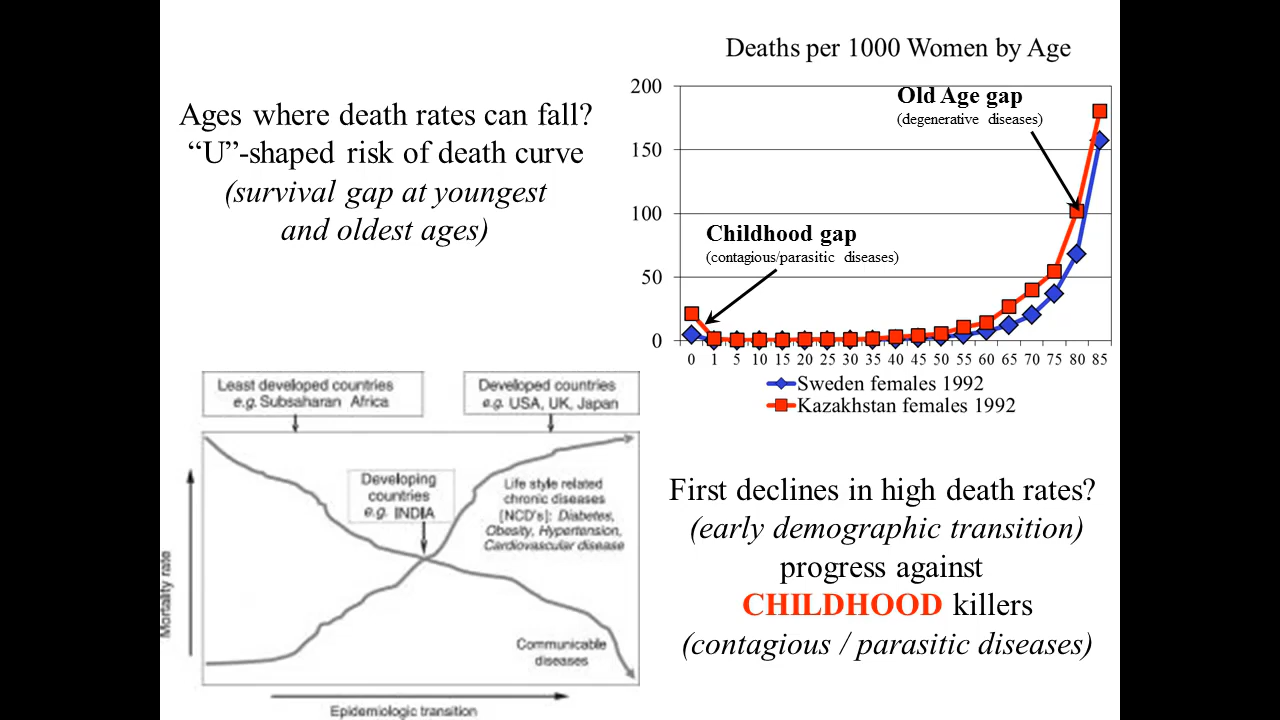 Ages where death rates can fall?
“U”-shaped risk of death curve
(survival gap at youngest
and oldest ages)
Deaths per 1000 Women by Age
200
150
100
50
0
Old Age gap
(degenerative diseases)
Childhood gap
(contagious/parasitic diseases)
0 1 5 10 15 20 25 30 35 40 45 50 55 60 65 70 75 80 85
Sweden females 1992
Kazakhstan females 1992
Least developed countries
e.g. Subsaharan Africa
Developed countries
e.g. USA, UK, Japan
Developing
countries
e.g. INDIA
Life style related
chronic diseases
[NCD's]: Diabetes,
Obesity, Hypertension,
Cardiovascular disease
Communicable
diseases
Mortality rate
Epidemiologic transition
First declines in high death rates?
(early demographic transition)
progress against
CHILDHOOD killers
(contagious / parasitic diseases)